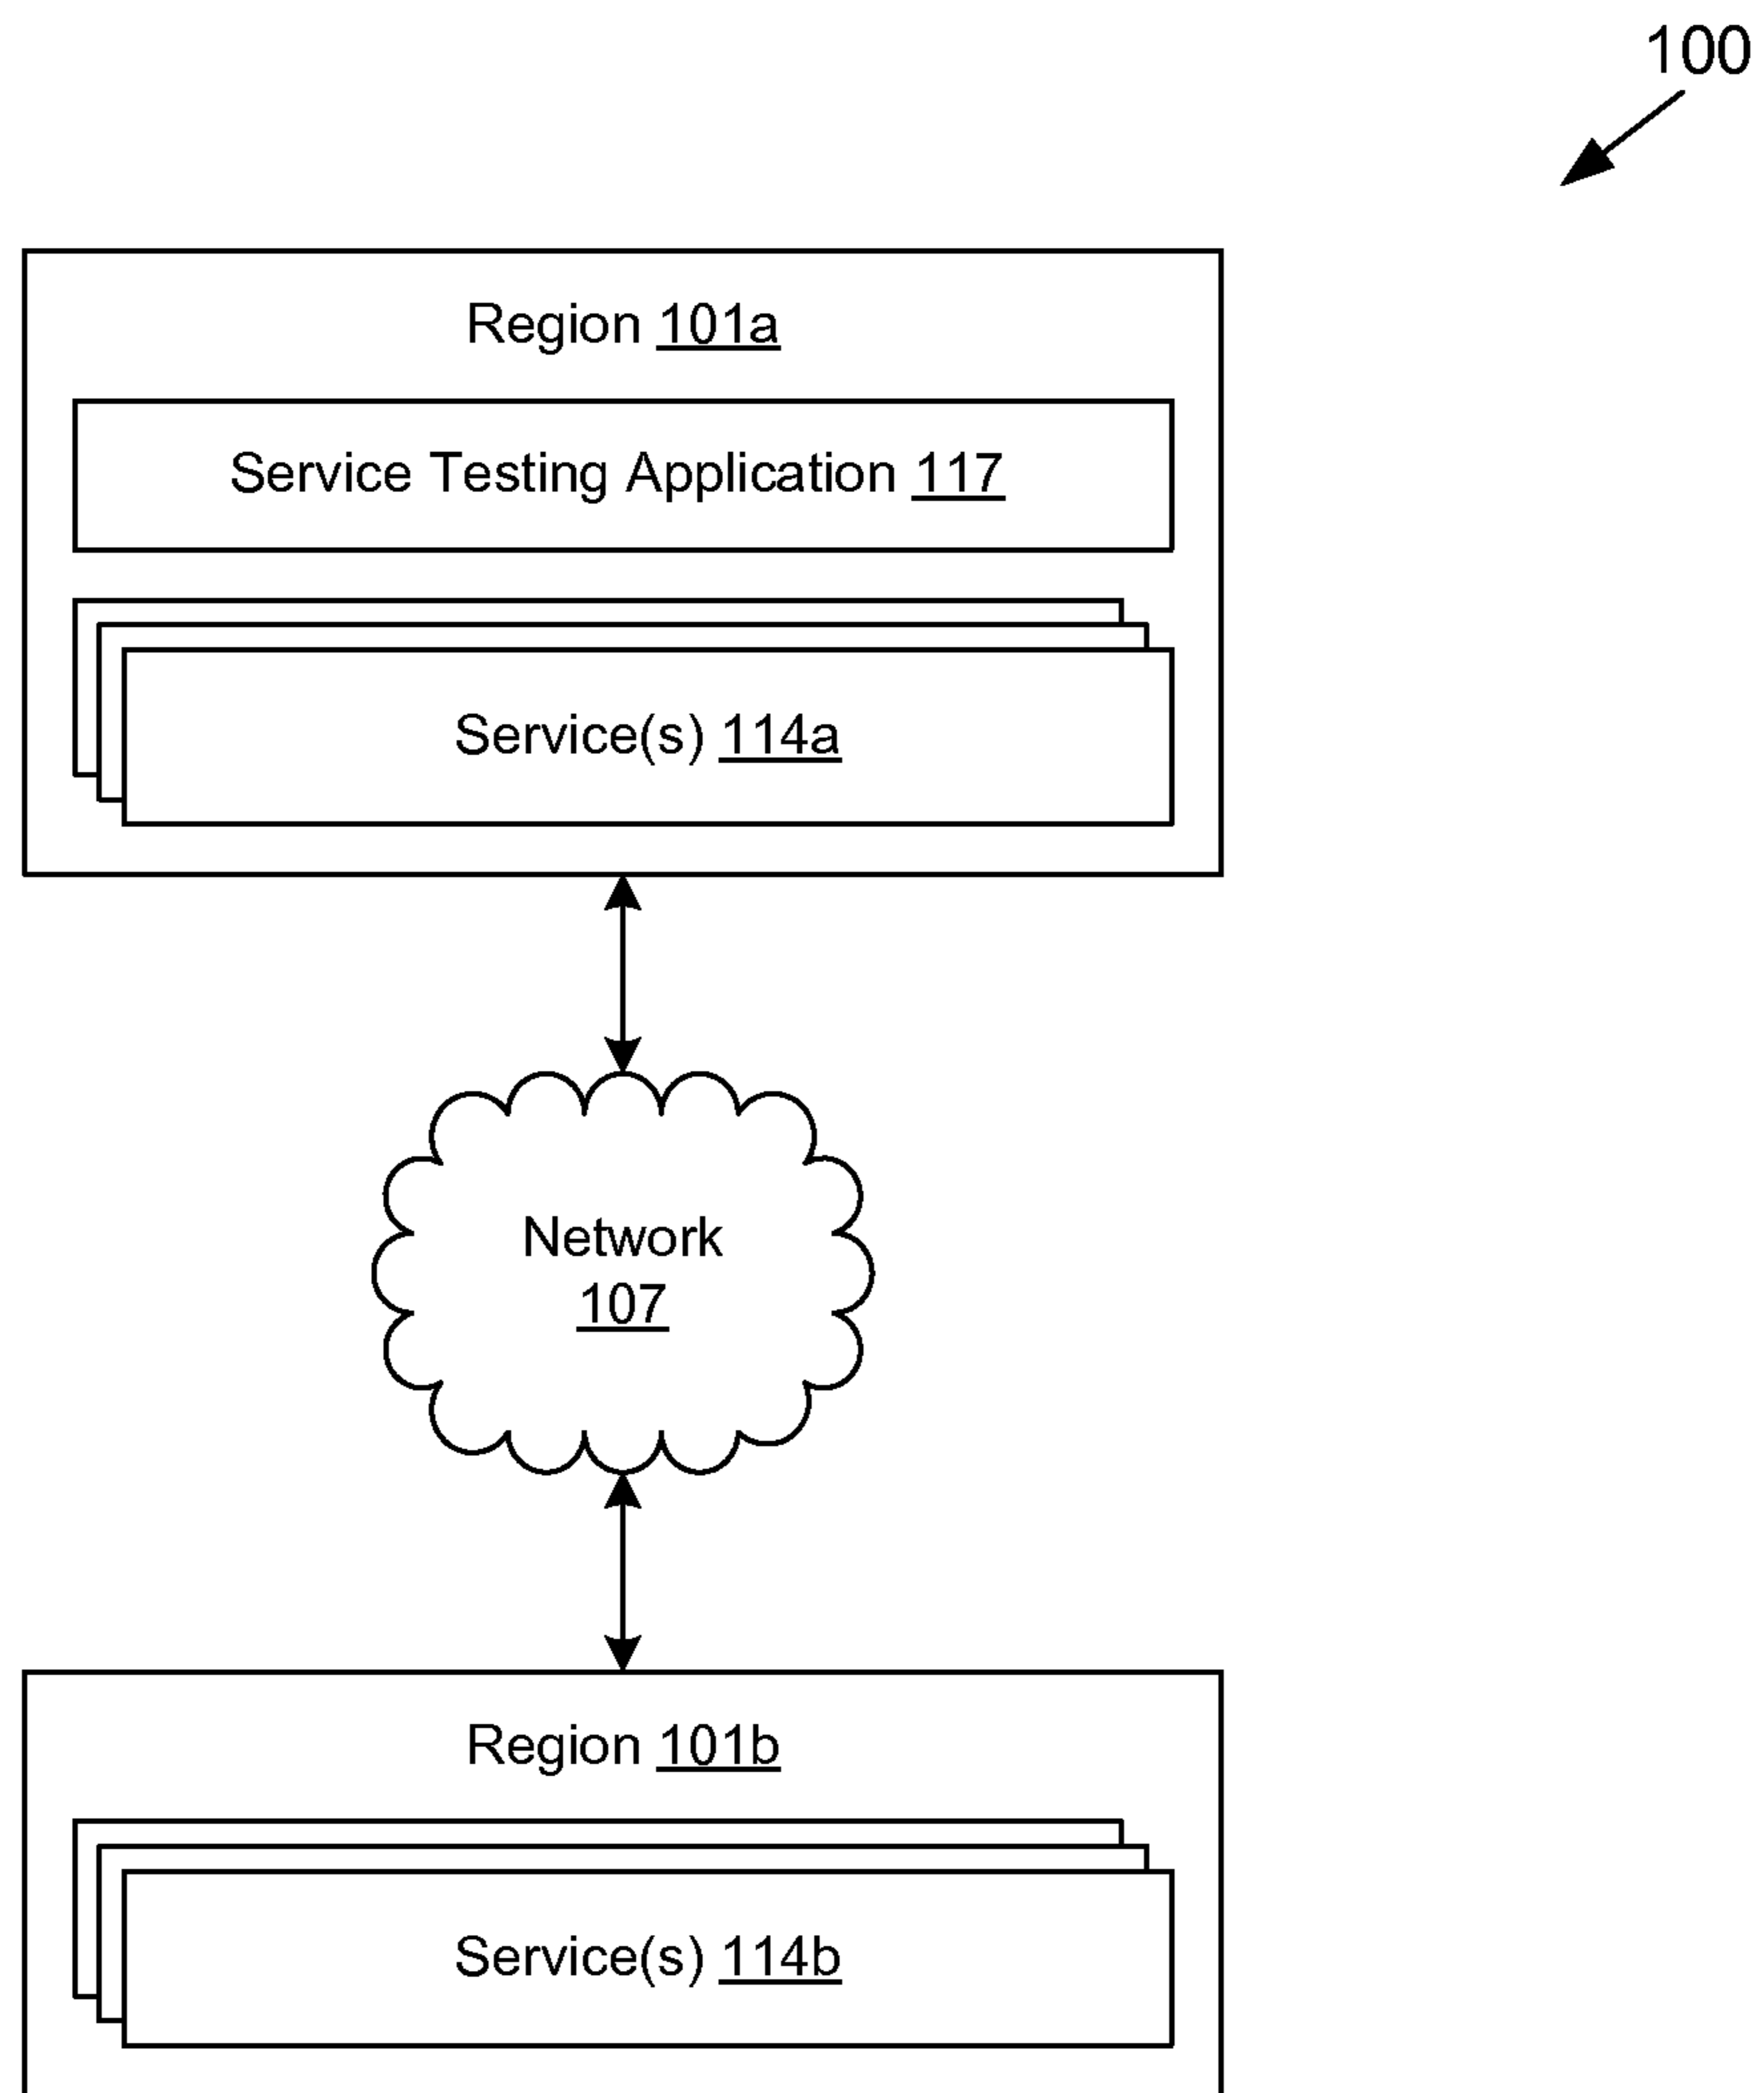 100
Region 101a
Service Testing Application 117
Service(s) 114a
Network
107
Region 101b
Service(s) 114b